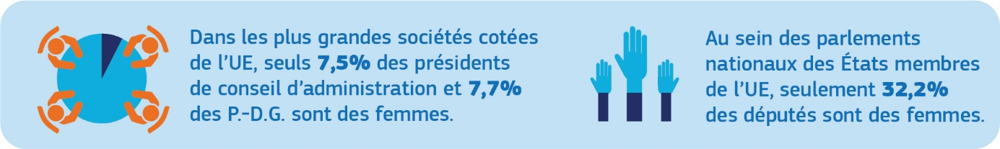 Dans les plus grandes sociétés cotées
de l'UE, seuls 7,5% des présidents
de conseil d'administration et 7,7%
des P.-D.G. sont des femmes.
Au sein des parlements
nationaux des États membres
de l'UE, seulement 32,2%
des députés sont des femmes.